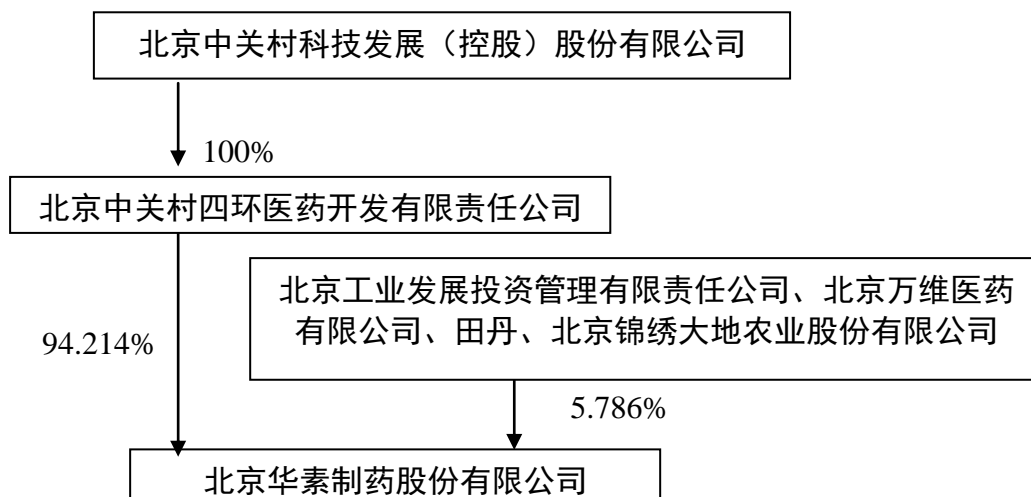 北京中关村科技发展（控股）股份有限公司
100%
北京中关村四环医药开发有限责任公司
北京工业发展投资管理有限责任公司、北京万维医药
有限公司、田丹、北京锦绣大地农业股份有限公司
94.214%
5.786%
北京华素制药股份有限公司